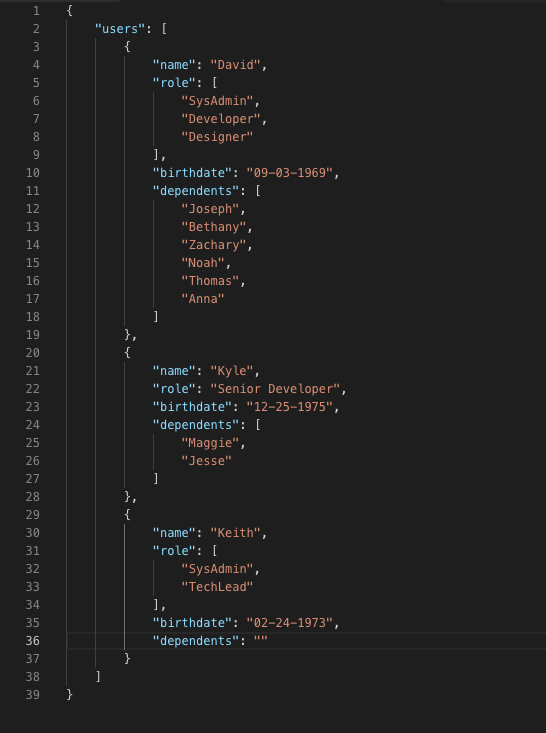 1 {
2     "users": [
3         {
4             "name": "David",
5             "role": [
6                 "SysAdmin",
7                 "Developer",
8                 "Designer"
9             ],
10             "birthdate": "09-03-1969",
11             "dependents": [
12                 "Joseph",
13                 "Bethany",
14                 "Zachary",
15                 "Noah",
16                 "Thomas",
17                 "Anna"
18             ]
19         },
20         {
21             "name": "Kyle",
22             "role": "Senior Developer",
23             "birthdate": "12-25-1975",
24             "dependents": [
25                 "Maggie",
26                 "Jesse"
27             ]
28         },
29         {
30             "name": "Keith",
31             "role": [
32                 "SysAdmin",
33                 "TechLead"
34             ],
35             "birthdate": "02-24-1973",
36             "dependents": ""
37         }
38     ]
39 }